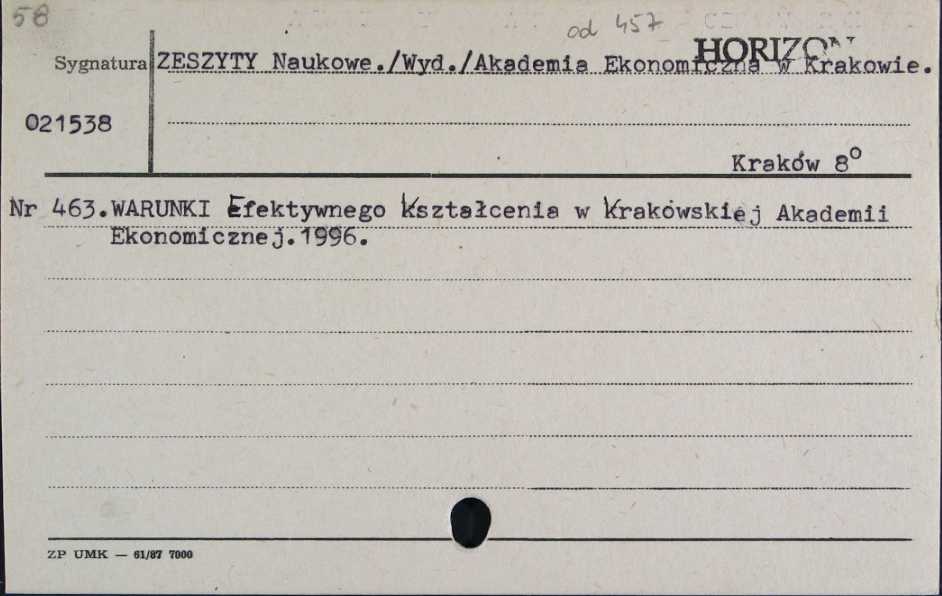 58
od 457
HORIZON
Sygnatura ZESZYTY Naukowe./Wyd./Akademia Ekonomiczna w Krakowie.
021538
Kraków 8°
Nr 463.WARUNKI Efektywnego kształcenia w Krakowskiej Akademii
Ekonomicznej.1996.
ZP UMK — 61/87 7000